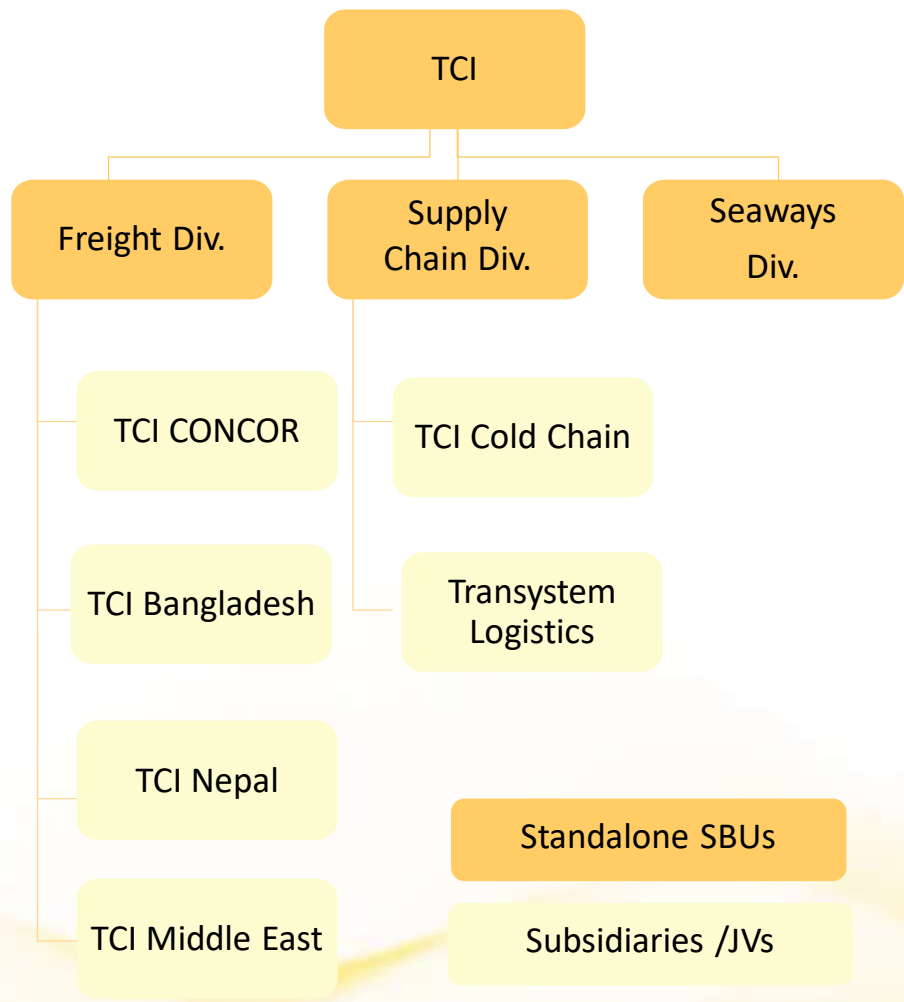 TCI
Freight Div.
Supply
Chain Div.
Seaways
Div.
TCI CONCOR
TCI Cold Chain
TCI Bangladesh
Transystem
Logistics
TCI Nepal
Standalone SBUs
TCI Middle East
Subsidiaries /JVs